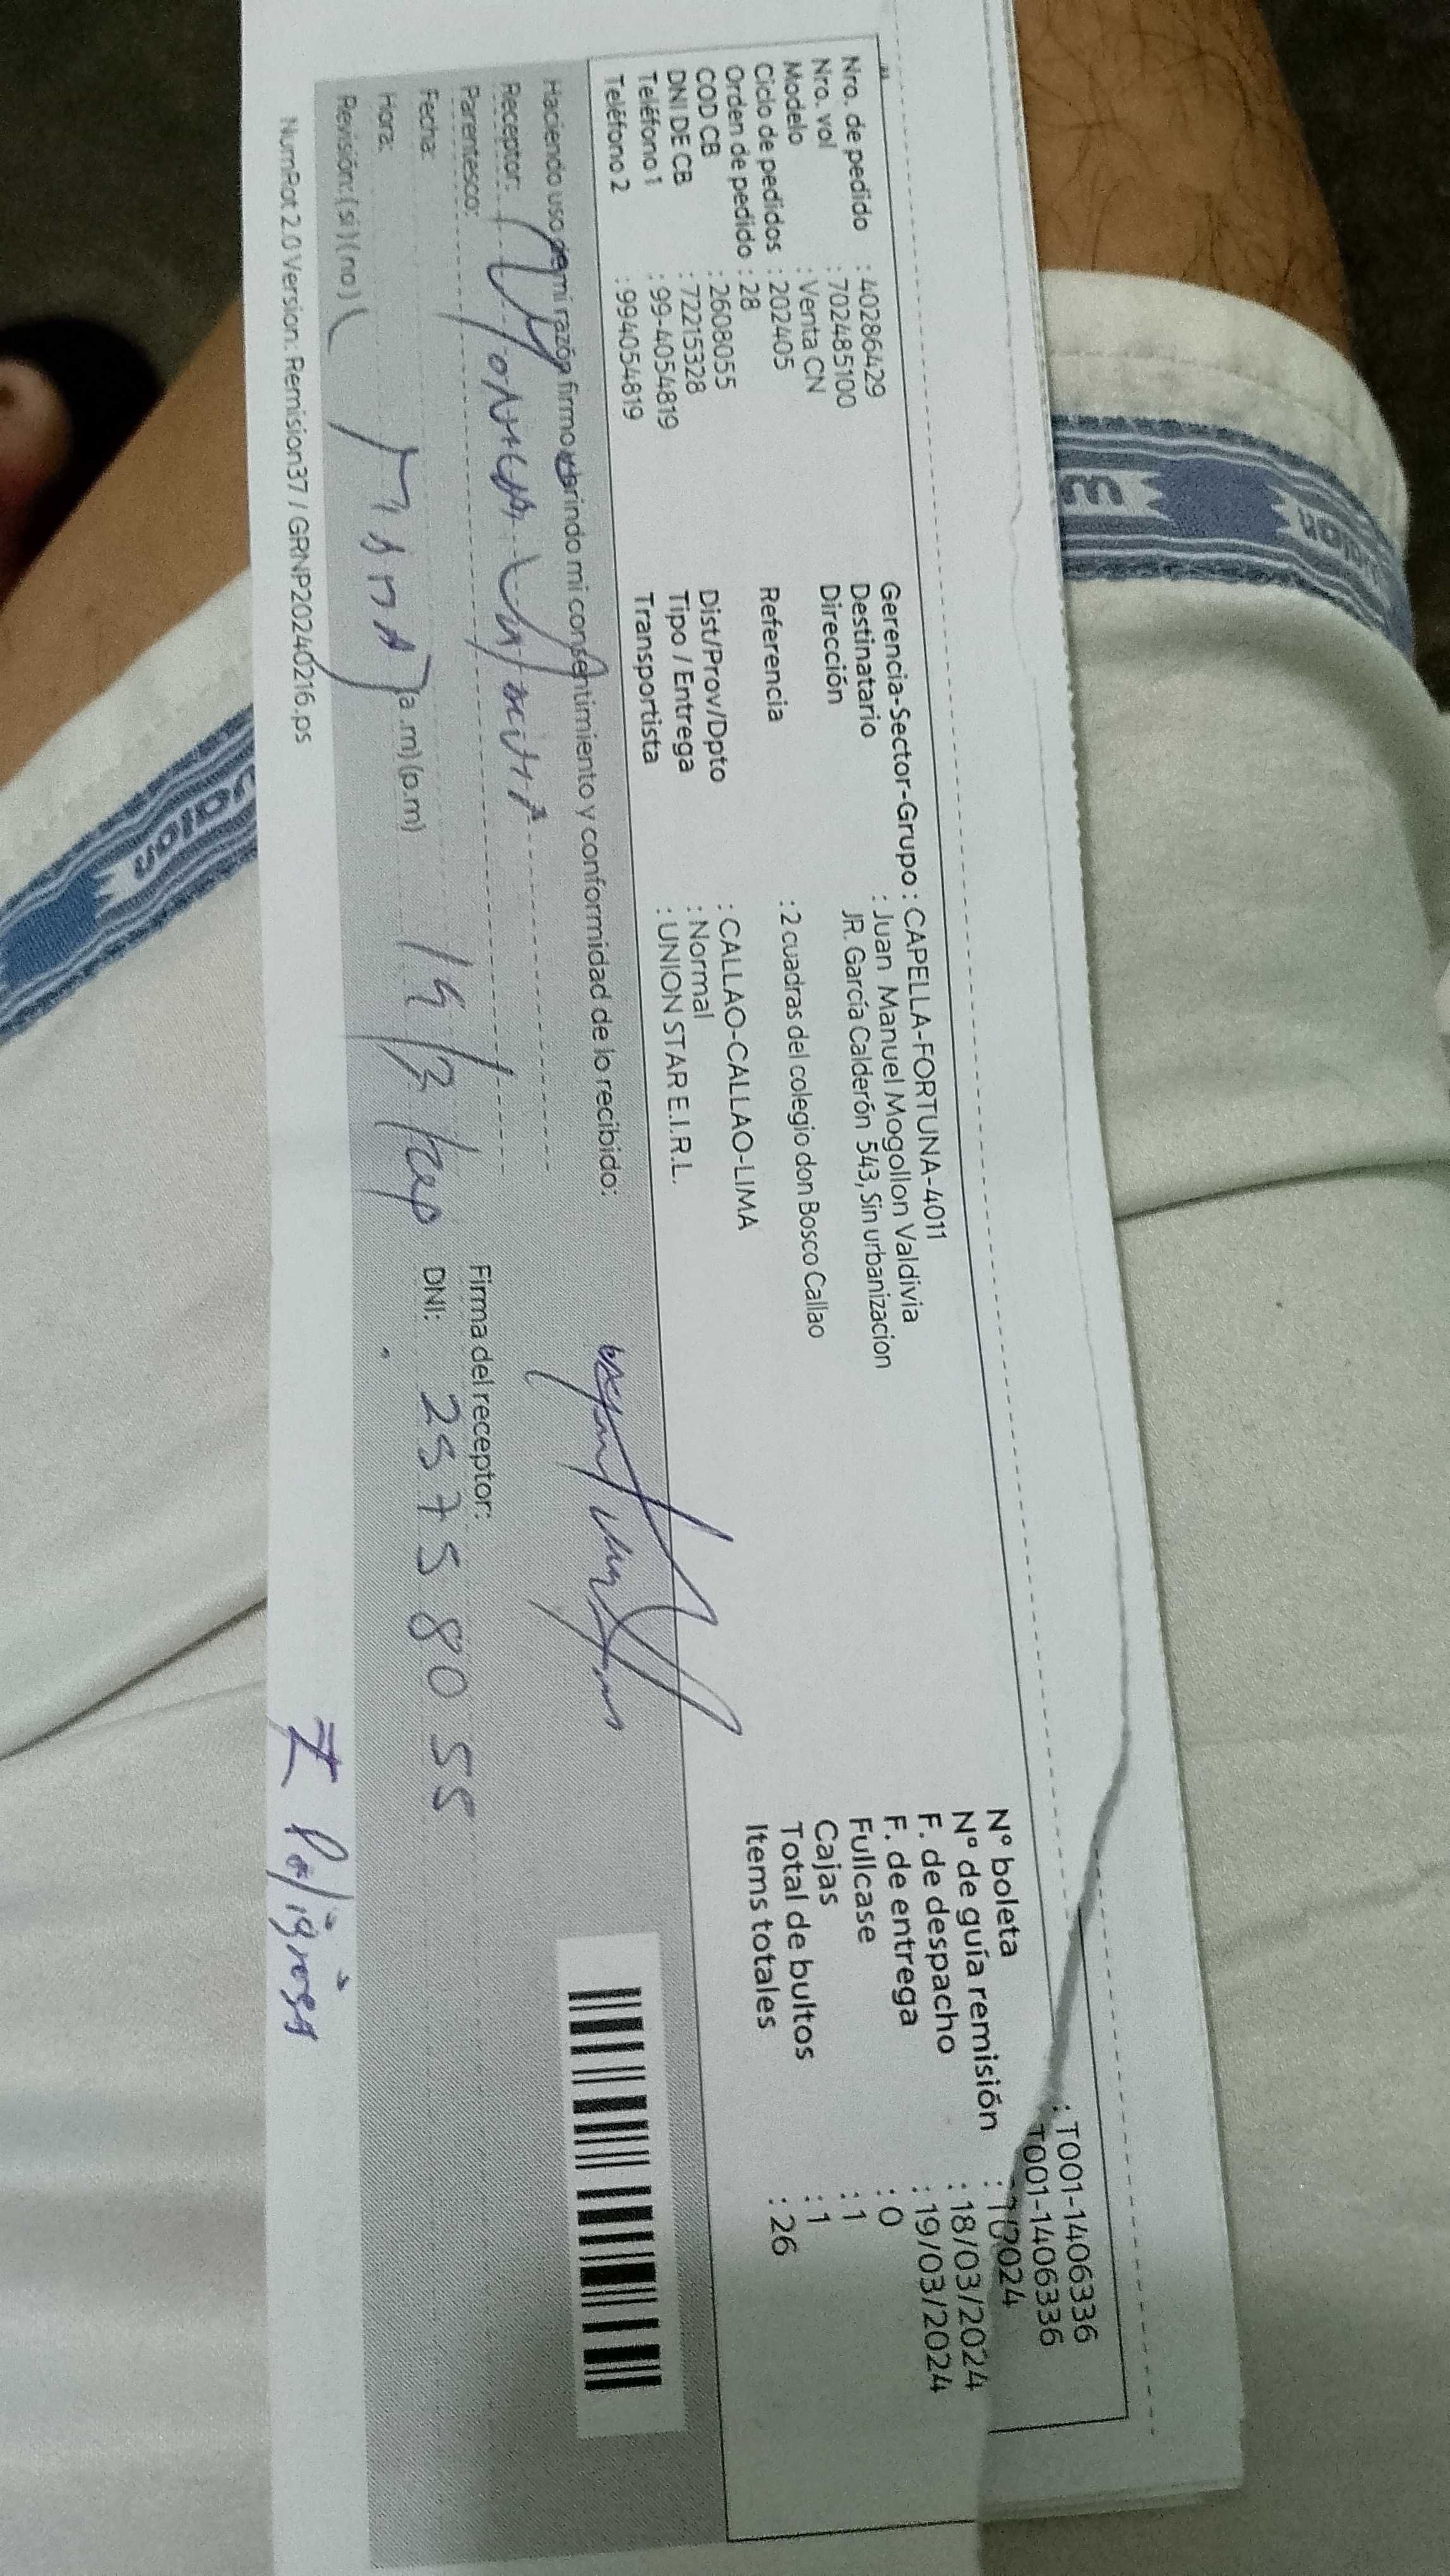 Nro. de pedido : 40286429
Nro. vol : 702485100
Modelo : Venta CN
Ciclo de pedidos : 202405
Orden de pedido : 28
COD CB : 2608055
DNI DE CB : 72215328
Teléfono 1 : 99-4054819
Teléfono 2 : 994054819
Gerencia-Sector-Grupo : CAPELLA-FORTUNA-4011
Destinatario : Juan Manuel Mogollon Valdivia
Dirección JR. García Calderón 543, Sin urbanizacion
Referencia : 2 cuadras del colegio don Bosco Callao
Dist/Prov/Dpto : CALLAO-CALLAO-LIMA
Tipo / Entrega : Normal
Transportista : UNION STAR E.I.R.L.
: T001-1406336
Nº boleta T001-1406336
Nº de guía remisión
F. de despacho : 18/03/2024
F. de entrega : 19/03/2024
Fullcase : 0
Cajas : 1
Total de bultos : 1
Items totales : 26
Haciendo uso de mi razón firmo y brindo mi consentimiento y conformidad de lo recibido:
Receptor:
Parentesco:
Firma del receptor:
Fecha: 19/3/
DNI: 25758055
Hora: (a.m) (p.m)
Revisión: (si) (no)
NumPot 2.0 Version: Remision37 / GRNP20240216.ps